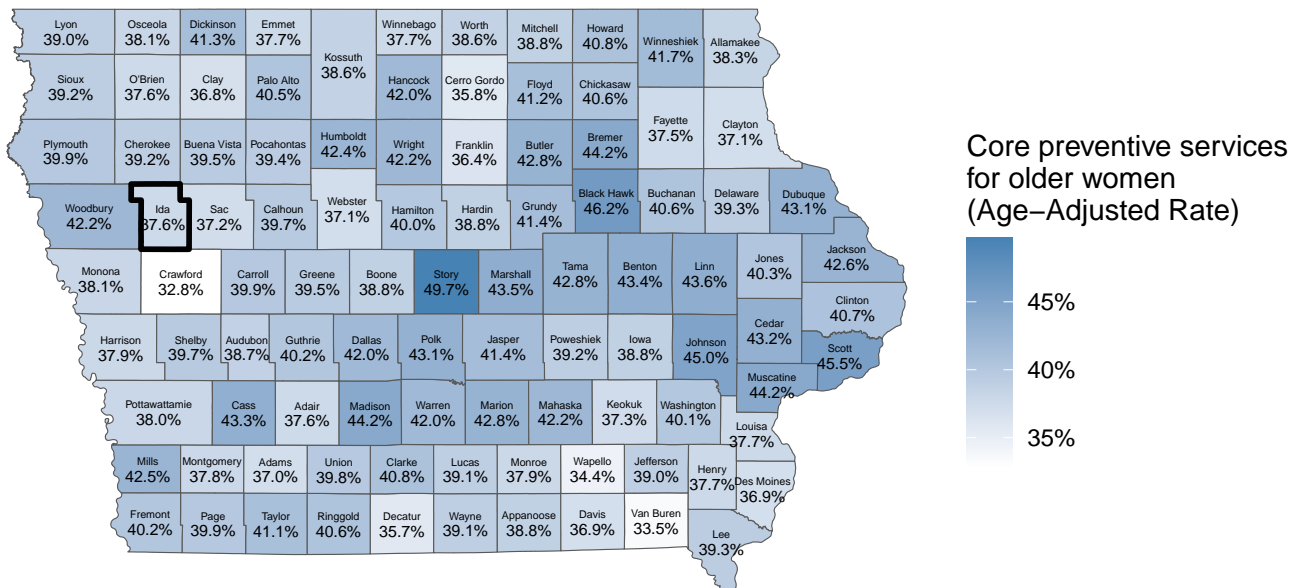 Lyon
39.0%
Osceola
38.1%
Dickinson
41.3%
Emmet
37.7%
Kossuth
38.6%
Winnebago
37.7%
Worth
38.6%
Mitchell
38.8%
Howard
40.8%
Winneshiek
41.7%
Allamakee
38.3%
Sioux
39.2%
O'Brien
37.6%
Clay
36.8%
Palo Alto
40.5%
Hancock
42.0%
Cerro Gordo
35.8%
Floyd
41.2%
Chickasaw
40.6%
Fayette
37.5%
Clayton
37.1%
Plymouth
39.9%
Cherokee
39.2%
Buena Vista
39.5%
Pocahontas
39.4%
Humboldt
42.4%
Wright
42.2%
Franklin
36.4%
Butler
42.8%
Bremer
44.2%
Woodbury
42.2%
Ida
37.6%
Sac
37.2%
Calhoun
39.7%
Webster
37.1%
Hamilton
40.0%
Hardin
38.8%
Grundy
41.4%
Black Hawk
46.2%
Buchanan
40.6%
Delaware
39.3%
Dubuque
43.1%
Monona
38.1%
Crawford
32.8%
Carroll
39.9%
Greene
39.5%
Boone
38.8%
Story
49.7%
Marshall
43.5%
Tama
42.8%
Benton
43.4%
Linn
43.6%
Jones
40.3%
Jackson
42.6%
Clinton
40.7%
Harrison
37.9%
Shelby
39.7%
Audubon
38.7%
Guthrie
40.2%
Dallas
42.0%
Polk
43.1%
Jasper
41.4%
Poweshiek
39.2%
Iowa
38.8%
Johnson
45.0%
Cedar
43.2%
Scott
45.5%
Muscatine
44.2%
Pottawattamie
38.0%
Cass
43.3%
Adair
37.6%
Madison
44.2%
Warren
42.0%
Marion
42.8%
Mahaska
42.2%
Keokuk
37.3%
Washington
40.1%
Louisa
37.7%
Mills
42.5%
Montgomery
37.8%
Adams
37.0%
Union
39.8%
Clarke
40.8%
Lucas
39.1%
Monroe
37.9%
Wapello
34.4%
Jefferson
39.0%
Henry
37.7%
Des Moines
36.9%
Fremont
40.2%
Page
39.9%
Taylor
41.1%
Ringgold
40.6%
Decatur
35.7%
Wayne
39.1%
Appanoose
38.8%
Davis
36.9%
Van Buren
33.5%
Lee
39.3%
Core preventive services
for older women
(Age−Adjusted Rate)
45%
40%
35%